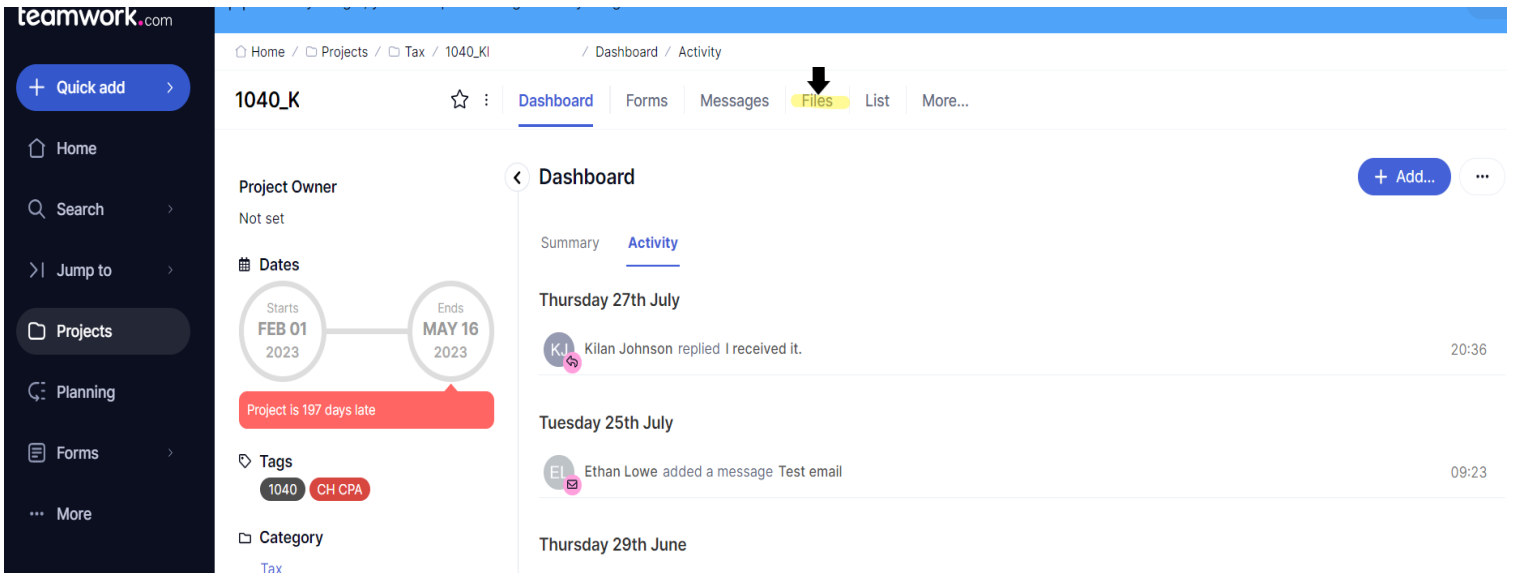 teamwork.com
Home / Projects / Tax / 1040_KI / Dashboard / Activity
Quick add
1040_K
Dashboard Forms Messages Files List More...
Home
Search
Jump to
Projects
Planning
Forms
More
Project Owner
Not set
Dates
Starts
FEB 01
2023
Ends
MAY 16
2023
Project is 197 days late
Tags
1040 CH CPA
Category
Tax
Dashboard
+ Add...
Summary Activity
Thursday 27th July
KJ Kilan Johnson replied I received it. 20:36
Tuesday 25th July
EL Ethan Lowe added a message Test email 09:23
Thursday 29th June